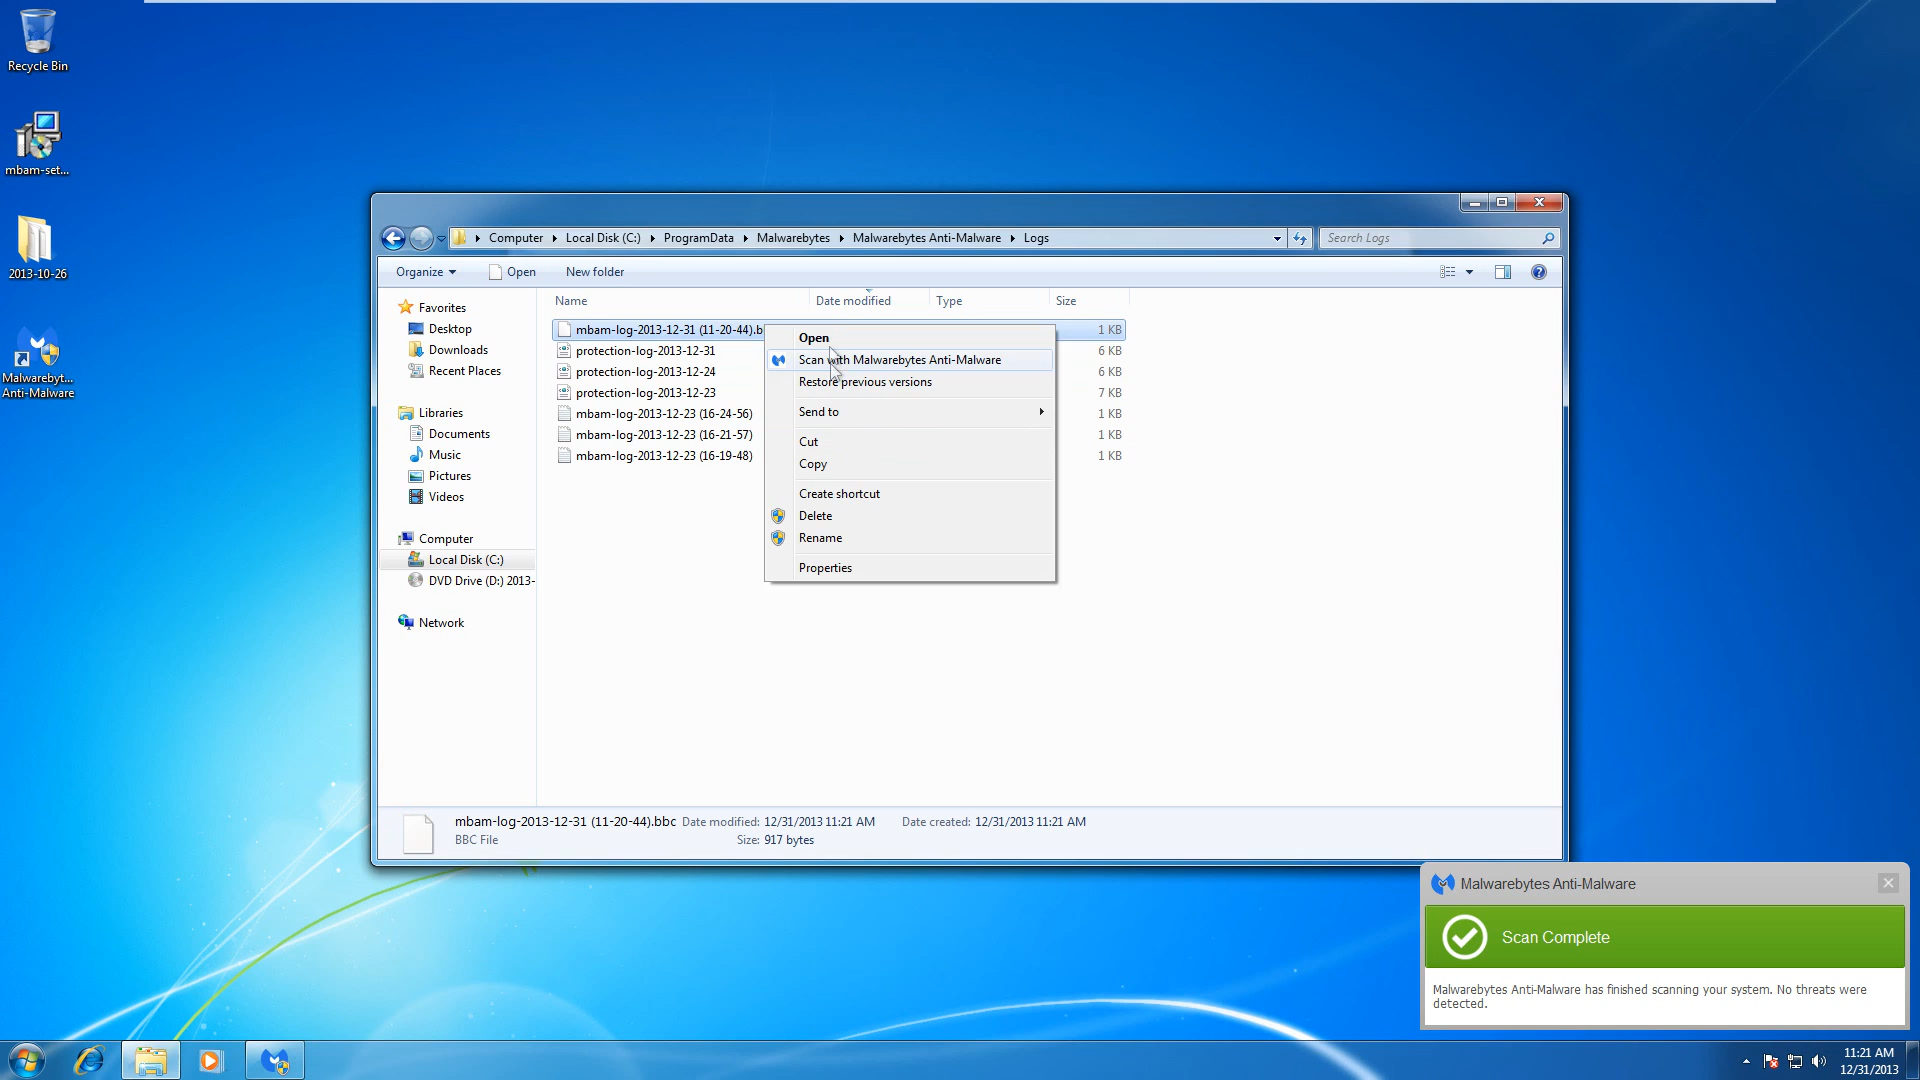 Recycle Bin
mbam-set...
2013-10-26
Malwarebyt...
Anti-Malware
Computer
Local Disk (C:)
ProgramData
Malwarebytes
Malwarebytes Anti-Malware
Logs
Search Logs
Organize
Open
New folder
Favorites
Desktop
Downloads
Recent Places
Libraries
Documents
Music
Pictures
Videos
Computer
Local Disk (C:)
DVD Drive (D:) 2013-
Network
Name Date modified Type Size
mbam-log-2013-12-31 (11-20-44).b 1 KB
protection-log-2013-12-31 6 KB
protection-log-2013-12-24 6 KB
protection-log-2013-12-23 7 KB
mbam-log-2013-12-23 (16-24-56) 1 KB
mbam-log-2013-12-23 (16-21-57) 1 KB
mbam-log-2013-12-23 (16-19-48) 1 KB
Open
Scan with Malwarebytes Anti-Malware
Restore previous versions
Send to
Cut
Copy
Create shortcut
Delete
Rename
Properties
mbam-log-2013-12-31 (11-20-44).bbc Date modified: 12/31/2013 11:21 AM Date created: 12/31/2013 11:21 AM
BBC File Size: 917 bytes
Malwarebytes Anti-Malware
Scan Complete
Malwarebytes Anti-Malware has finished scanning your system. No threats were
detected.
11:21 AM
12/31/2013